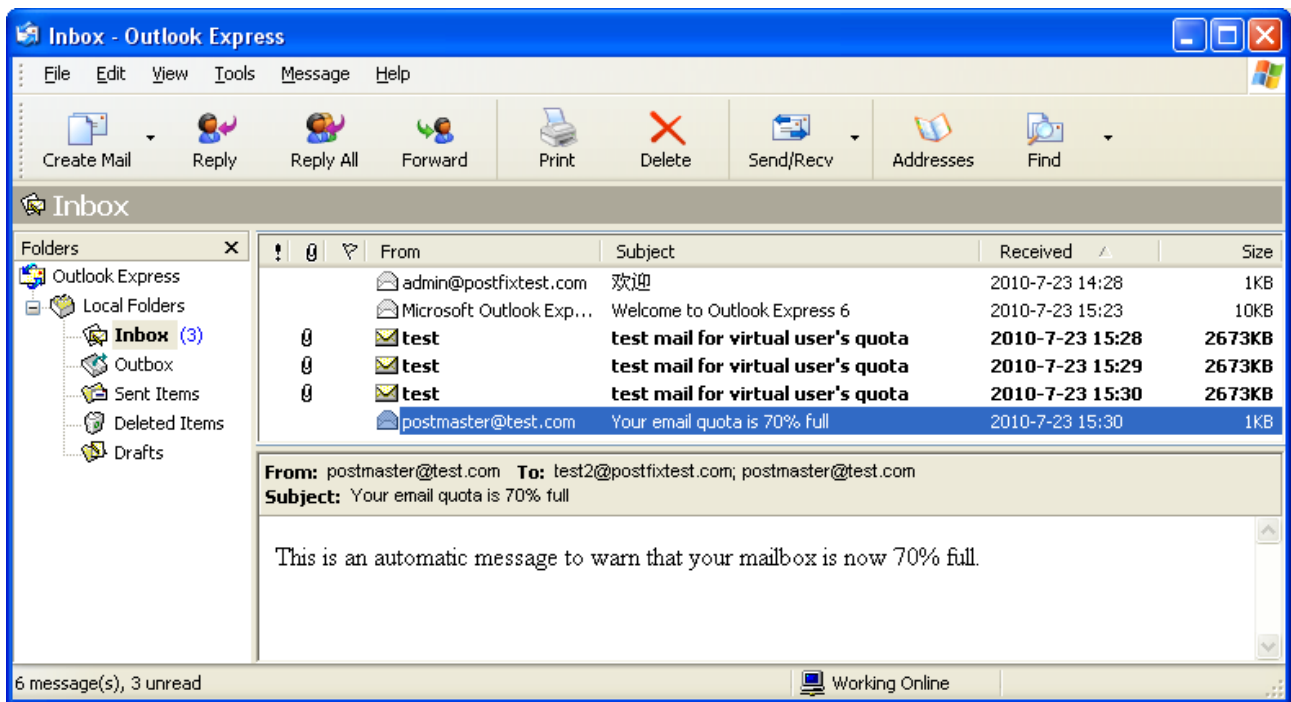 Inbox - Outlook Express
File Edit View Tools Message Help
Create Mail Reply Reply All Forward Print Delete Send/Recv Addresses Find
Inbox
Folders x
! From Subject Received Size
Outlook Express
Local Folders
Inbox (3)
Outbox
Sent Items
Deleted Items
Drafts
admin@postfixtest.com 欢迎 2010-7-23 14:28 1KB
Microsoft Outlook Exp... Welcome to Outlook Express 6 2010-7-23 15:23 10KB
test test mail for virtual user's quota 2010-7-23 15:28 2673KB
test test mail for virtual user's quota 2010-7-23 15:29 2673KB
test test mail for virtual user's quota 2010-7-23 15:30 2673KB
postmaster@test.com Your email quota is 70% full 2010-7-23 15:30 1KB
From: postmaster@test.com To: test2@postfixtest.com; postmaster@test.com
Subject: Your email quota is 70% full
This is an automatic message to warn that your mailbox is now 70% full.
6 message(s), 3 unread Working Online